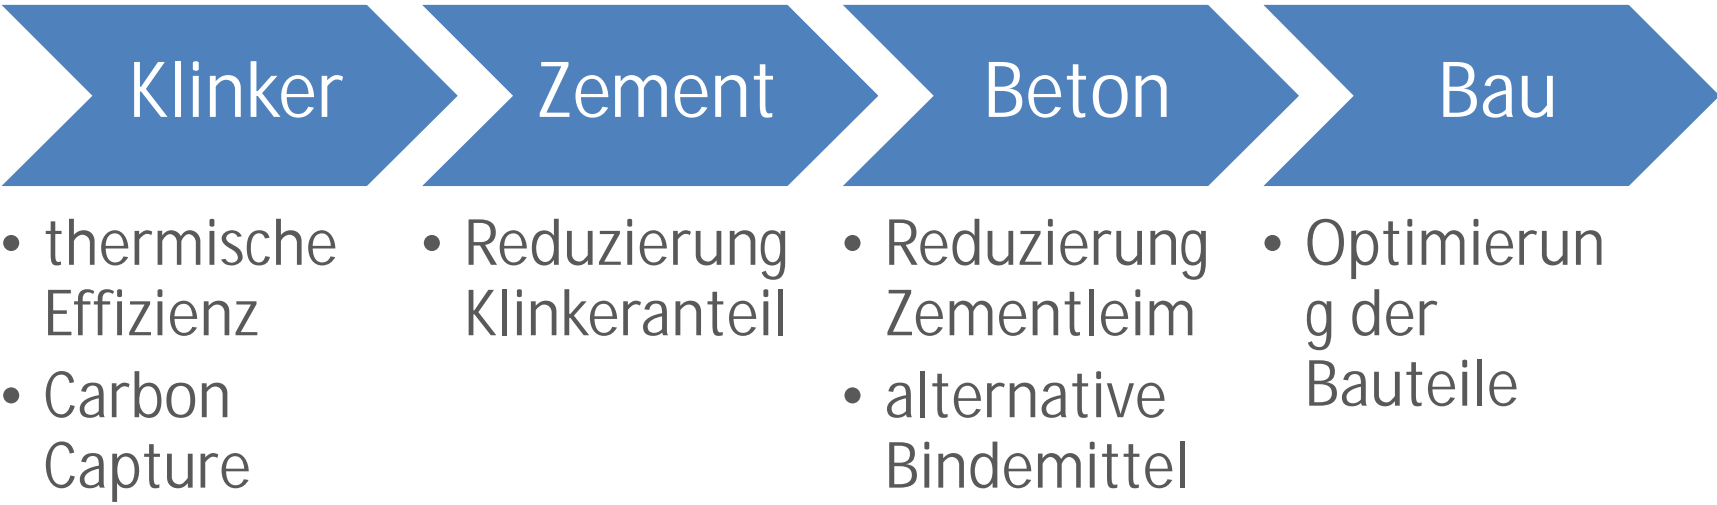 Klinker
• thermische
Effizienz
• Carbon
Capture
Zement
• Reduzierung
Klinkeranteil
Beton
• Reduzierung
Zementleim
• alternative
Bindemittel
Bau
• Optimierun
g der
Bauteile